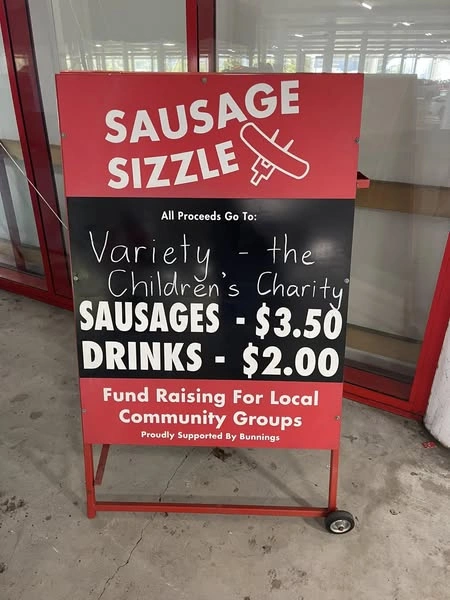 SAUSAGE
SIZZLE
All Proceeds Go To:
Variety - the
Children's Charity
SAUSAGES - $3.50
DRINKS - $2.00
Fund Raising For Local
Community Groups
Proudly Supported By Bunnings